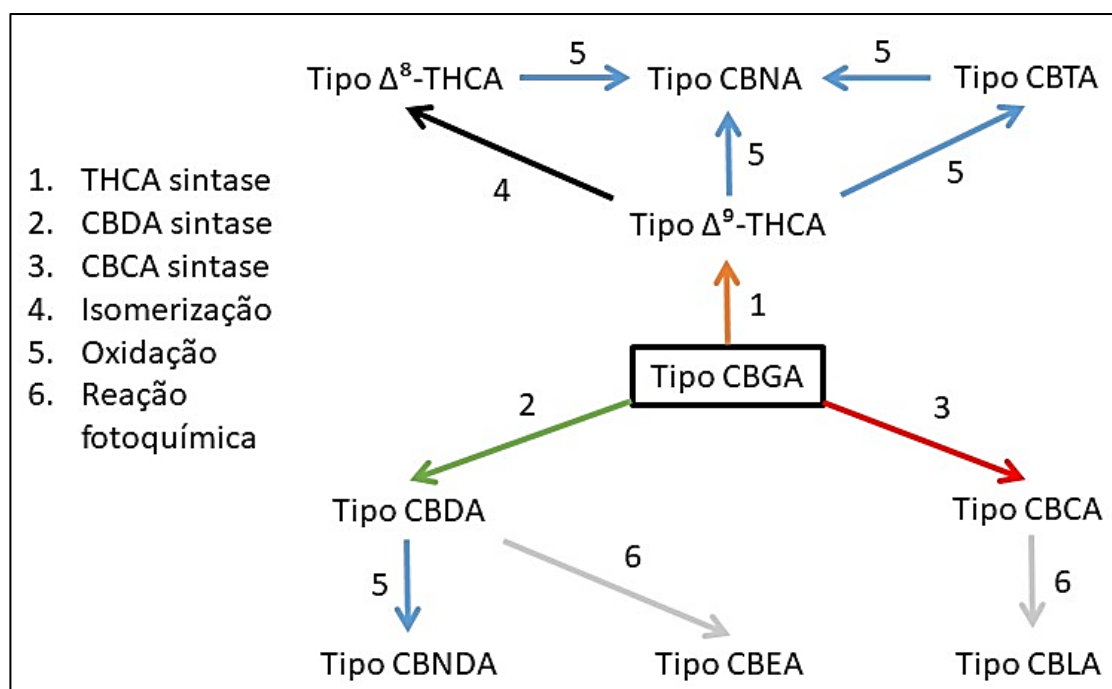 Tipo Δ⁸-THCA
5
Tipo CBNA
5
Tipo CBTA
5
5
4
Tipo Δ⁹-THCA
1. THCA sintase
2. CBDA sintase
3. CBCA sintase
4. Isomerização
5. Oxidação
6. Reação
fotoquímica
1
Tipo CBGA
2
3
Tipo CBDA
Tipo CBCA
5
6
6
Tipo CBNDA
Tipo CBEA
Tipo CBLA